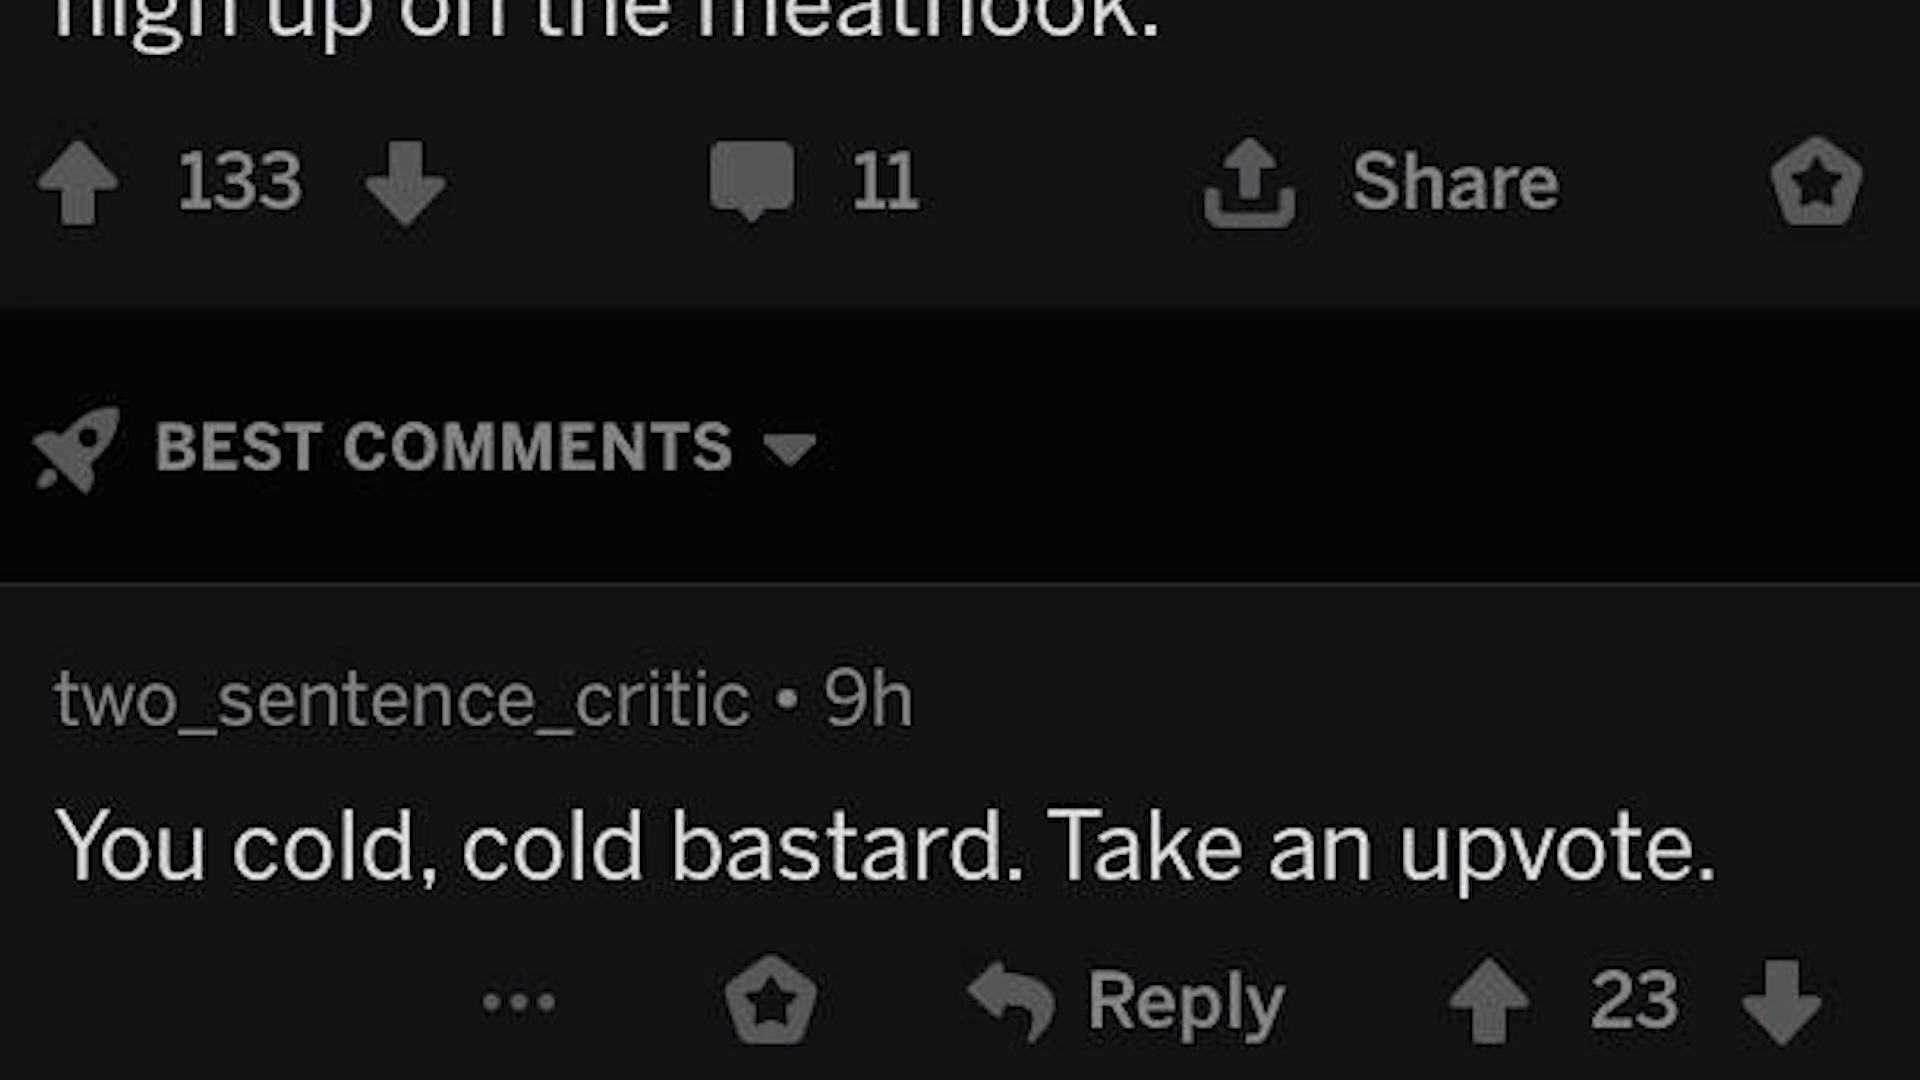 high up on the meathook.
133
11
Share
BEST COMMENTS
two_sentence_critic • 9h
You cold, cold bastard. Take an upvote.
Reply
23